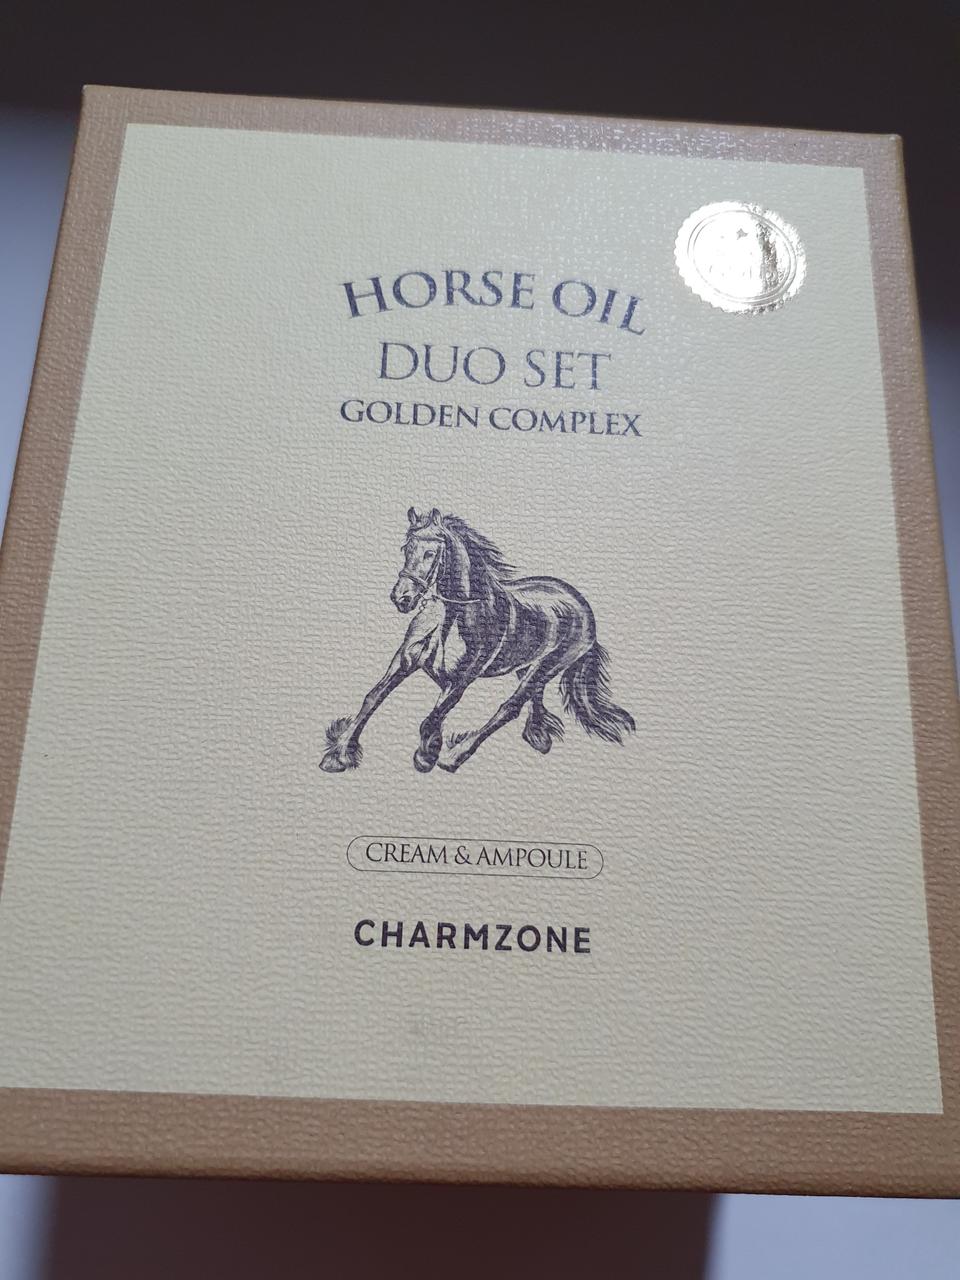 HORSE OIL
DUO SET
GOLDEN COMPLEX
CREAM & AMPOULE
CHARMZONE